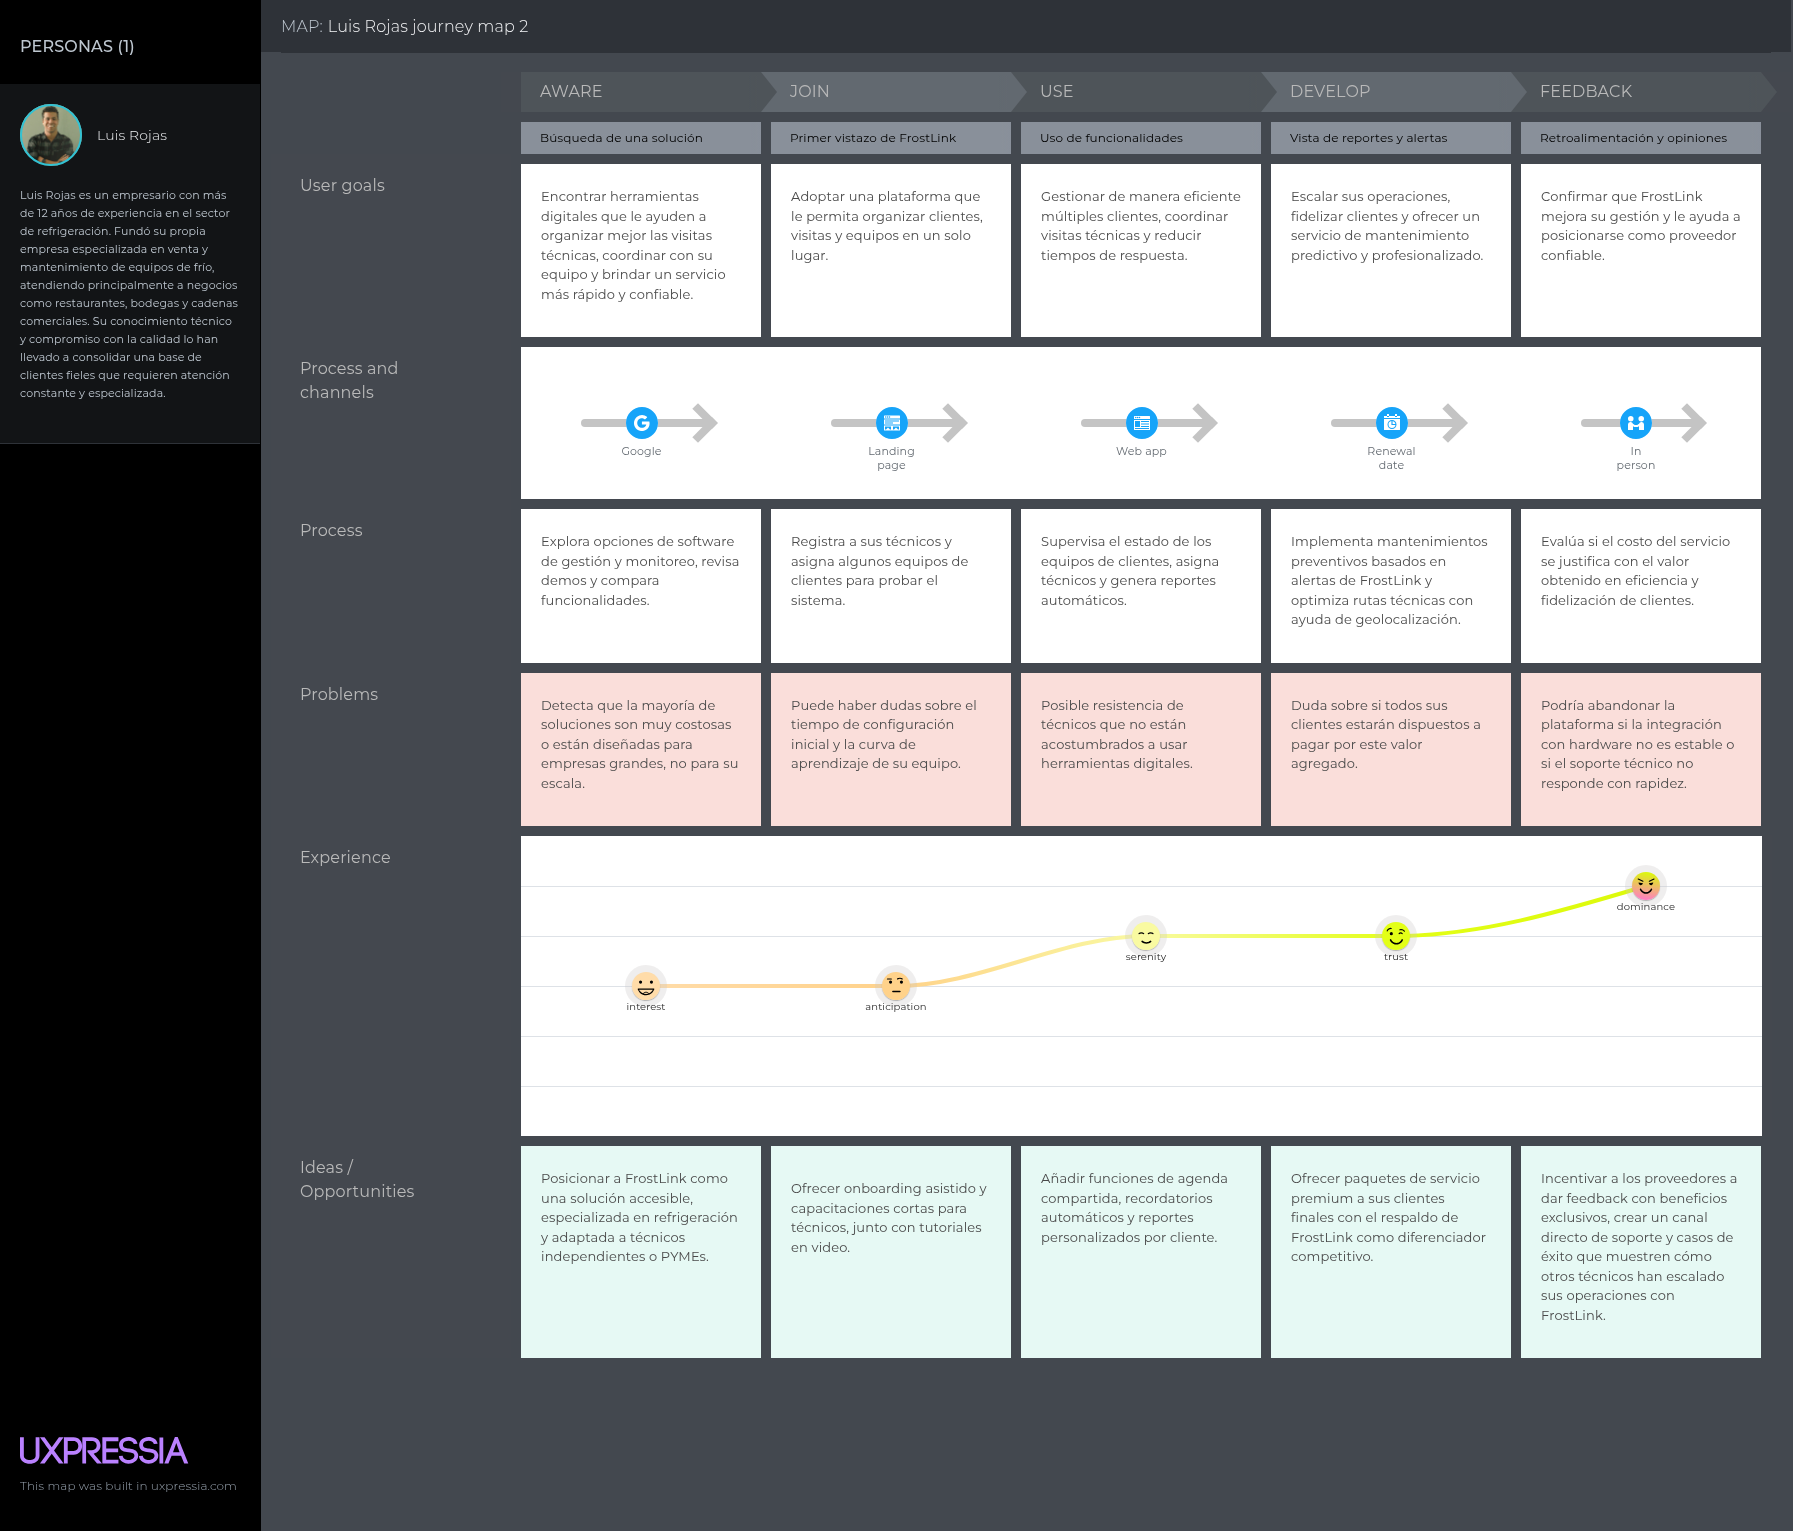 PERSONAS (1)
Luis Rojas
Luis Rojas es un empresario con más
de 12 años de experiencia en el sector
de refrigeración. Fundó su propia
empresa especializada en venta y
mantenimiento de equipos de frío,
atendiendo principalmente a negocios
como restaurantes, bodegas y cadenas
comerciales. Su conocimiento técnico
y compromiso con la calidad lo han
llevado a consolidar una base de
clientes fieles que requieren atención
constante y especializada.
MAP: Luis Rojas journey map 2
AWARE
JOIN
USE
DEVELOP
FEEDBACK
Búsqueda de una solución
Primer vistazo de FrostLink
Uso de funcionalidades
Vista de reportes y alertas
Retroalimentación y opiniones
User goals
Encontrar herramientas
digitales que le ayuden a
organizar mejor las visitas
técnicas, coordinar con su
equipo y brindar un servicio
más rápido y confiable.
Adoptar una plataforma que
le permita organizar clientes,
visitas y equipos en un solo
lugar.
Gestionar de manera eficiente
múltiples clientes, coordinar
visitas técnicas y reducir
tiempos de respuesta.
Escalar sus operaciones,
fidelizar clientes y ofrecer un
servicio de mantenimiento
predictivo y profesionalizado.
Confirmar que FrostLink
mejora su gestión y le ayuda a
posicionarse como proveedor
confiable.
Process and
channels
Google
Landing
page
Web app
Renewal
date
In
person
Process
Explora opciones de software
de gestión y monitoreo, revisa
demos y compara
funcionalidades.
Registra a sus técnicos y
asigna algunos equipos de
clientes para probar el
sistema.
Supervisa el estado de los
equipos de clientes, asigna
técnicos y genera reportes
automáticos.
Implementa mantenimientos
preventivos basados en
alertas de FrostLink y
optimiza rutas técnicas con
ayuda de geolocalización.
Evalúa si el costo del servicio
se justifica con el valor
obtenido en eficiencia y
fidelización de clientes.
Problems
Detecta que la mayoría de
soluciones son muy costosas
o están diseñadas para
empresas grandes, no para su
escala.
Puede haber dudas sobre el
tiempo de configuración
inicial y la curva de
aprendizaje de su equipo.
Posible resistencia de
técnicos que no están
acostumbrados a usar
herramientas digitales.
Duda sobre si todos sus
clientes estarán dispuestos a
pagar por este valor
agregado.
Podría abandonar la
plataforma si la integración
con hardware no es estable o
si el soporte técnico no
responde con rapidez.
Experience
interest
anticipation
serenity
trust
dominance
Ideas /
Opportunities
Posicionar a FrostLink como
una solución accesible,
especializada en refrigeración
y adaptada a técnicos
independientes o PYMEs.
Ofrecer onboarding asistido y
capacitaciones cortas para
técnicos, junto con tutoriales
en video.
Añadir funciones de agenda
compartida, recordatorios
automáticos y reportes
personalizados por cliente.
Ofrecer paquetes de servicio
premium a sus clientes
finales con el respaldo de
FrostLink como diferenciador
competitivo.
Incentivar a los proveedores a
dar feedback con beneficios
exclusivos, crear un canal
directo de soporte y casos de
éxito que muestren cómo
otros técnicos han escalado
sus operaciones con
FrostLink.
UXPRESSIA
This map was built in uxpressia.com